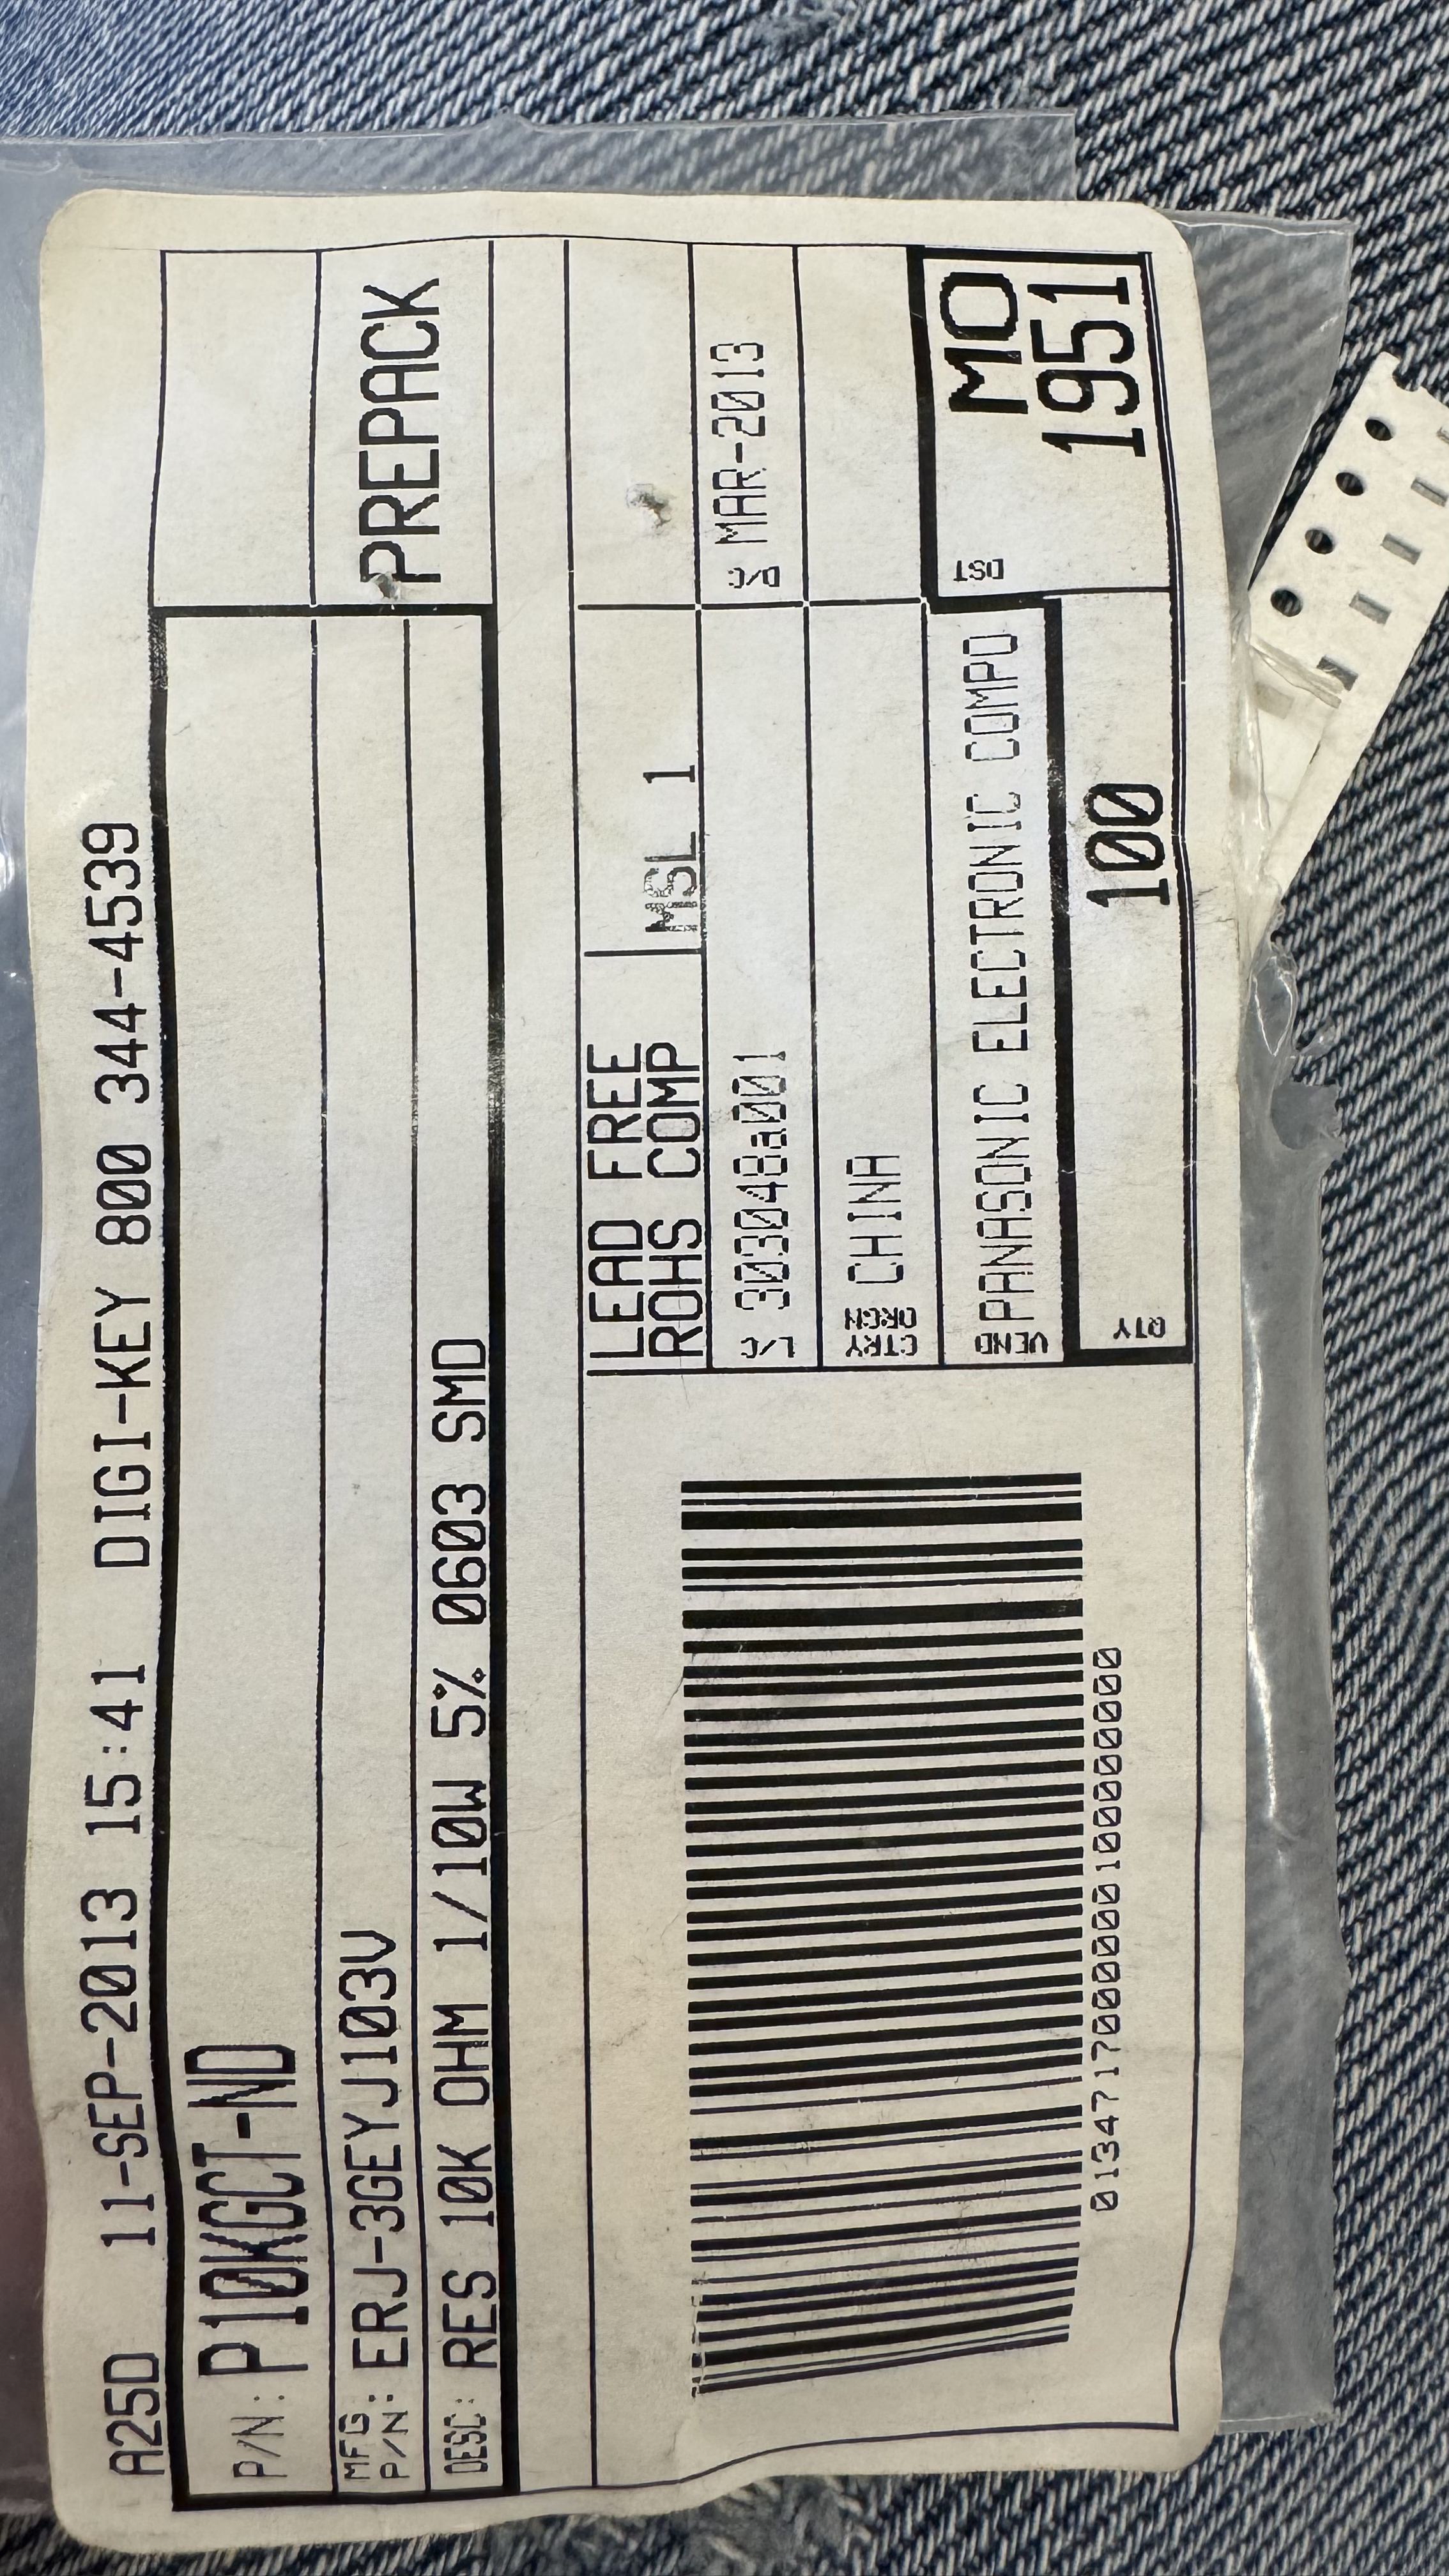 A25D 11-SEP-2013 15:41 DIGI-KEY 800 344-4539
P/N: P10KGCT-ND
MFG P/N: ERJ-3GEYJ103V
PREPACK
DESC: RES 10K OHM 1/10W 5% 0603 SMD
LEAD FREE
ROHS COMP
MSL 1
L/C 303048a001
D/C MAR-2013
CTRY ORGN CHINA
VEND PANASONIC ELECTRONIC COMPO
DST MO
1951
QTY 100
0134717000000100000000